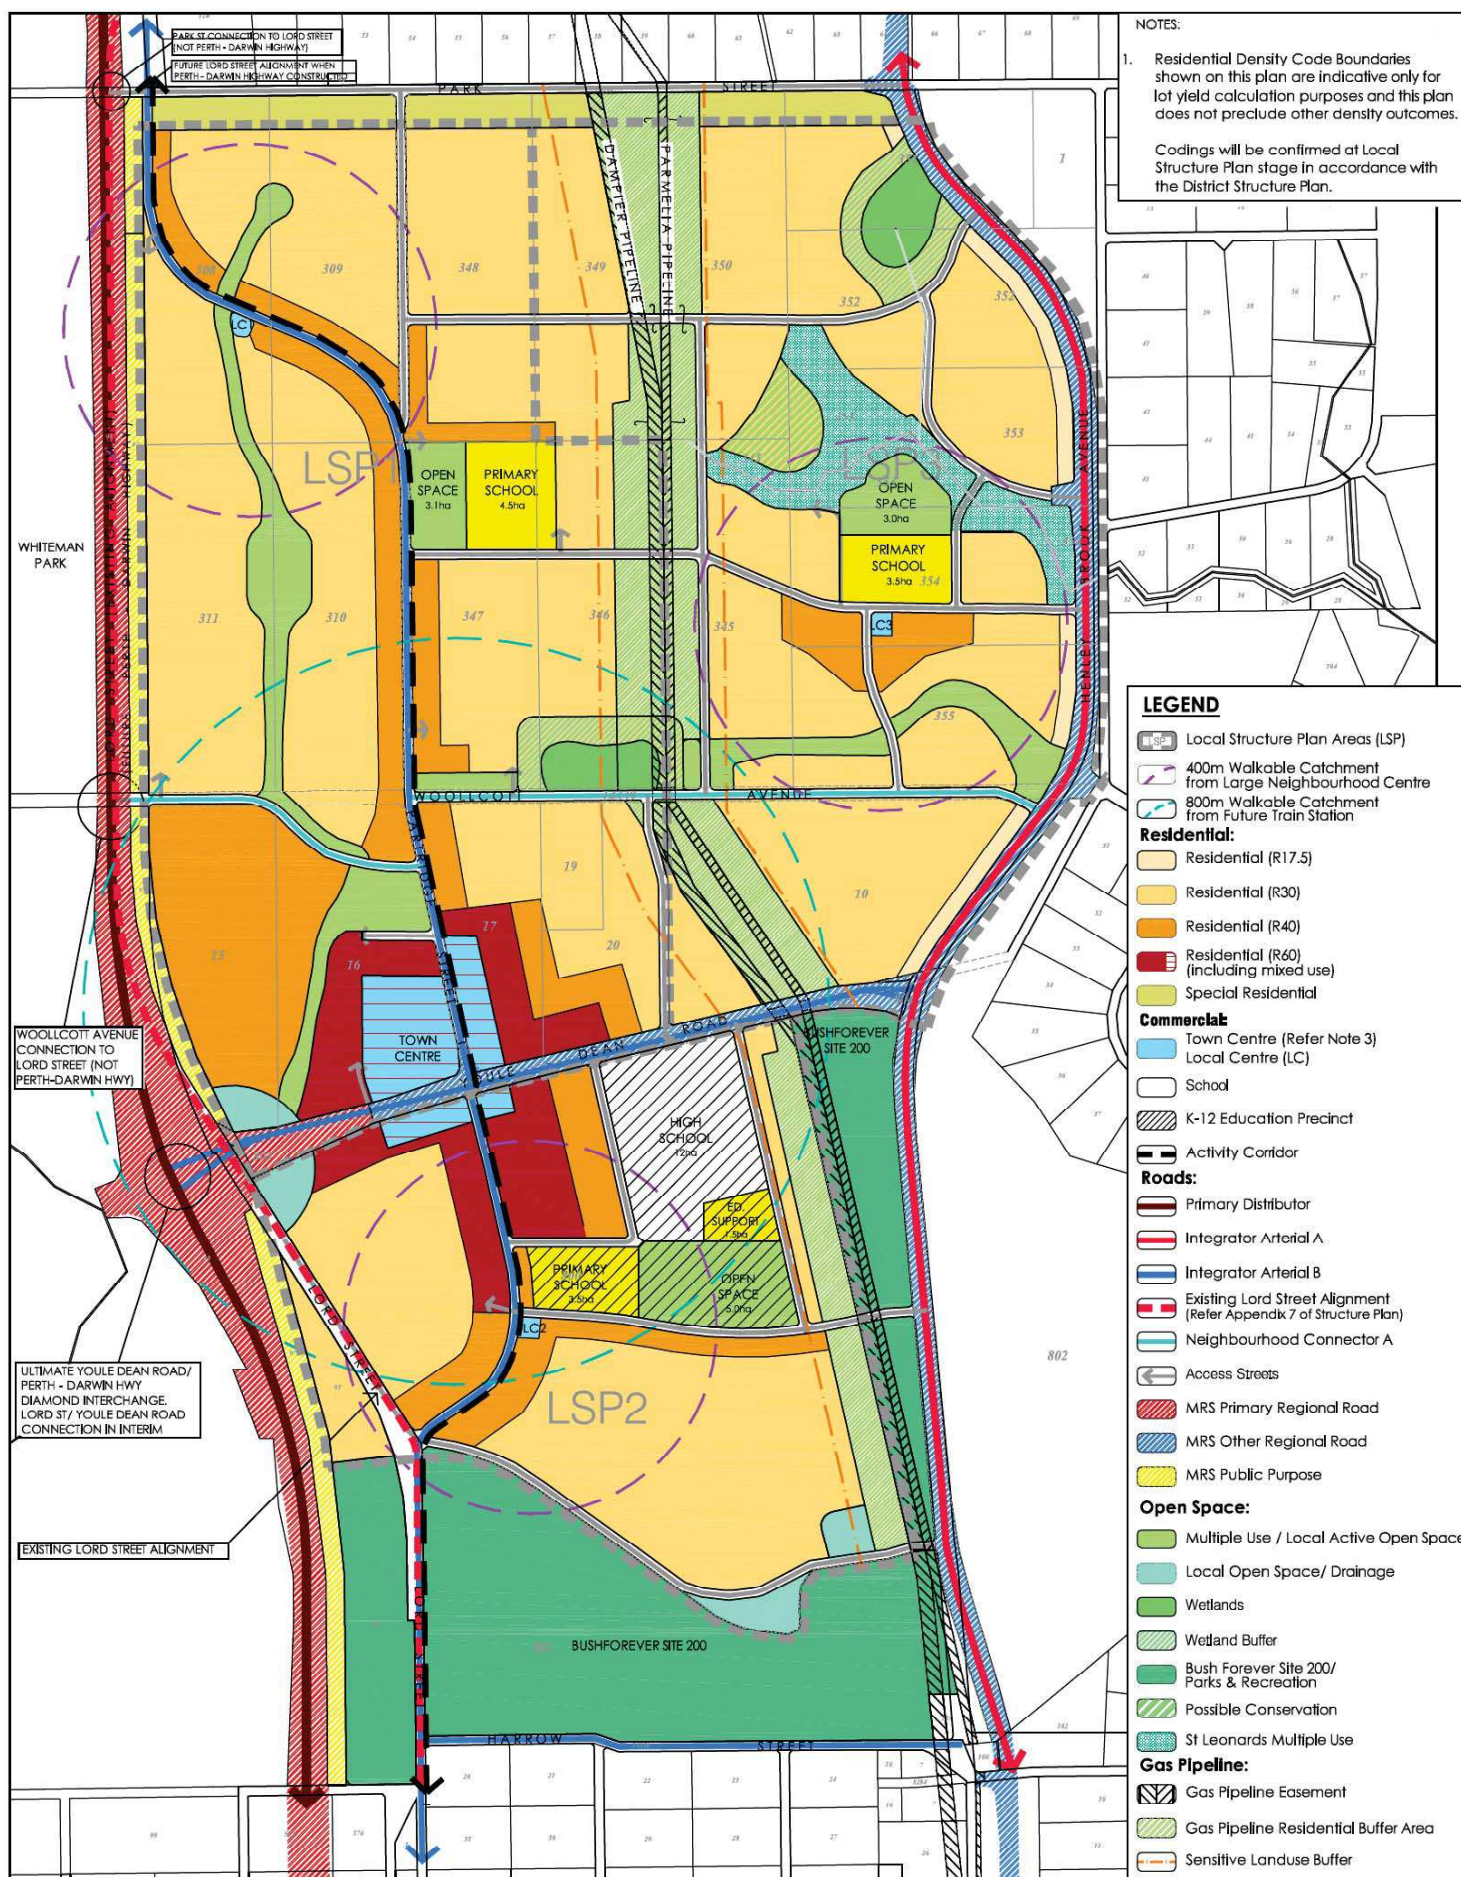 PARK ST CONNECTION TO LORD STREET
(NOT PERTH - DARWIN HIGHWAY)
FUTURE LORD STREET ALIGNMENT WHEN
PERTH - DARWIN HIGHWAY CONSTRUCTED
PARK STREET
NOTES:
1. Residential Density Code Boundaries
shown on this plan are indicative only for
lot yield calculation purposes and this plan
does not preclude other density outcomes.
Codings will be confirmed at Local
Structure Plan stage in accordance with
the District Structure Plan.
DAMPIER PIPELINE
PARMELIA PIPELINE
1
308
309
348
349
350
352
352
LC
353
LSP1
OPEN
SPACE
3.1ha
PRIMARY
SCHOOL
4.5ha
LSP3
OPEN
SPACE
3.0ha
PRIMARY
SCHOOL
3.5ha
354
WHITEMAN
PARK
HENLEY BROOK AVENUE
311
310
347
346
345
LC3
355
WOOLLCOTT AVENUE
19
10
15
16
17
20
TOWN
CENTRE
YOULE DEAN ROAD
BUSHFOREVER
SITE 200
WOOLLCOTT AVENUE
CONNECTION TO
LORD STREET (NOT
PERTH-DARWIN HWY)
HIGH
SCHOOL
12ha
ED.
SUPPORT
1.5ha
PRIMARY
SCHOOL
3.5ha
OPEN
SPACE
5.0ha
LC2
LORD STREET
LSP2
802
ULTIMATE YOULE DEAN ROAD/
PERTH - DARWIN HWY
DIAMOND INTERCHANGE.
LORD ST/ YOULE DEAN ROAD
CONNECTION IN INTERIM
EXISTING LORD STREET ALIGNMENT
BUSHFOREVER SITE 200
HARROW STREET
LEGEND
LSP Local Structure Plan Areas (LSP)
400m Walkable Catchment
from Large Neighbourhood Centre
800m Walkable Catchment
from Future Train Station
Residential:
Residential (R17.5)
Residential (R30)
Residential (R40)
Residential (R60)
(including mixed use)
Special Residential
Commercial:
Town Centre (Refer Note 3)
Local Centre (LC)
School
K-12 Education Precinct
Activity Corridor
Roads:
Primary Distributor
Integrator Arterial A
Integrator Arterial B
Existing Lord Street Alignment
(Refer Appendix 7 of Structure Plan)
Neighbourhood Connector A
Access Streets
MRS Primary Regional Road
MRS Other Regional Road
MRS Public Purpose
Open Space:
Multiple Use / Local Active Open Space
Local Open Space/ Drainage
Wetlands
Wetland Buffer
Bush Forever Site 200/
Parks & Recreation
Possible Conservation
St Leonards Multiple Use
Gas Pipeline:
Gas Pipeline Easement
Gas Pipeline Residential Buffer Area
Sensitive Landuse Buffer